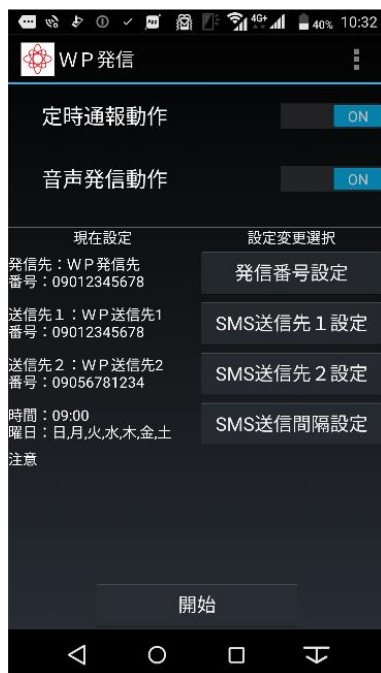 4G+ 40% 10:32
WP発信
定時通報動作 ON
音声発信動作 ON
現在設定 設定変更選択
発信先：WP発信先
番号：09012345678
発信番号設定
送信先1：WP送信先1
番号：09012345678
SMS送信先1設定
送信先2：WP送信先2
番号：09056781234
SMS送信先2設定
時間：09:00
曜日：日,月,火,水,木,金,土
SMS送信間隔設定
注意
開始